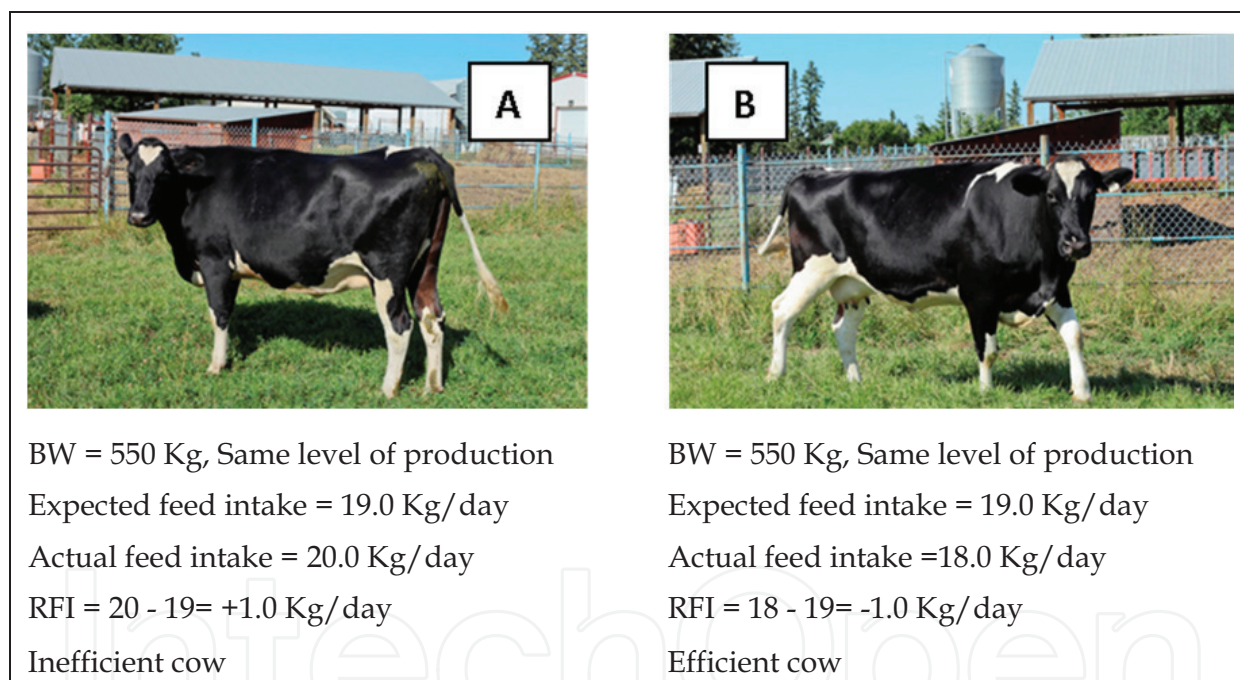 A
B
BW = 550 Kg, Same level of production
Expected feed intake = 19.0 Kg/day
Actual feed intake = 20.0 Kg/day
RFI = 20 - 19= +1.0 Kg/day
Inefficient cow
BW = 550 Kg, Same level of production
Expected feed intake = 19.0 Kg/day
Actual feed intake =18.0 Kg/day
RFI = 18 - 19= -1.0 Kg/day
Efficient cow
IntechOpen